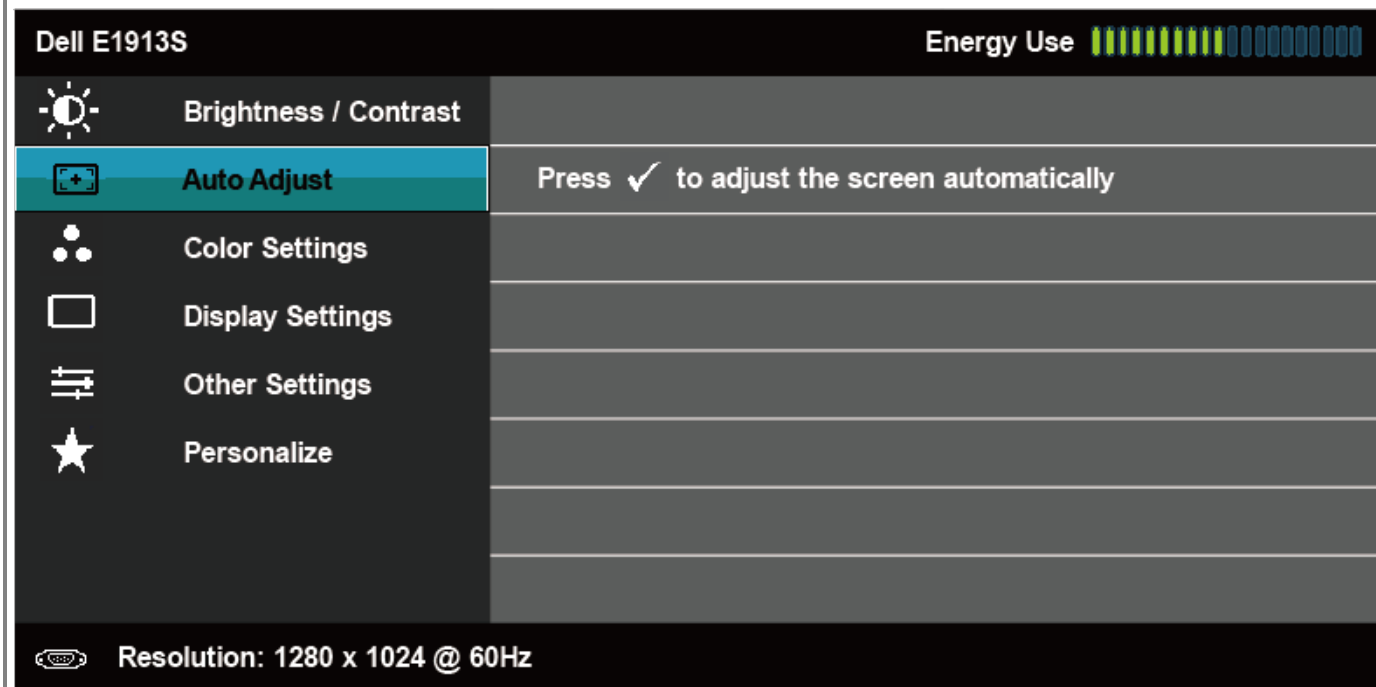 Dell E1913S Energy Use
Brightness / Contrast
Auto Adjust Press ✓ to adjust the screen automatically
Color Settings
Display Settings
Other Settings
Personalize
Resolution: 1280 x 1024 @ 60Hz